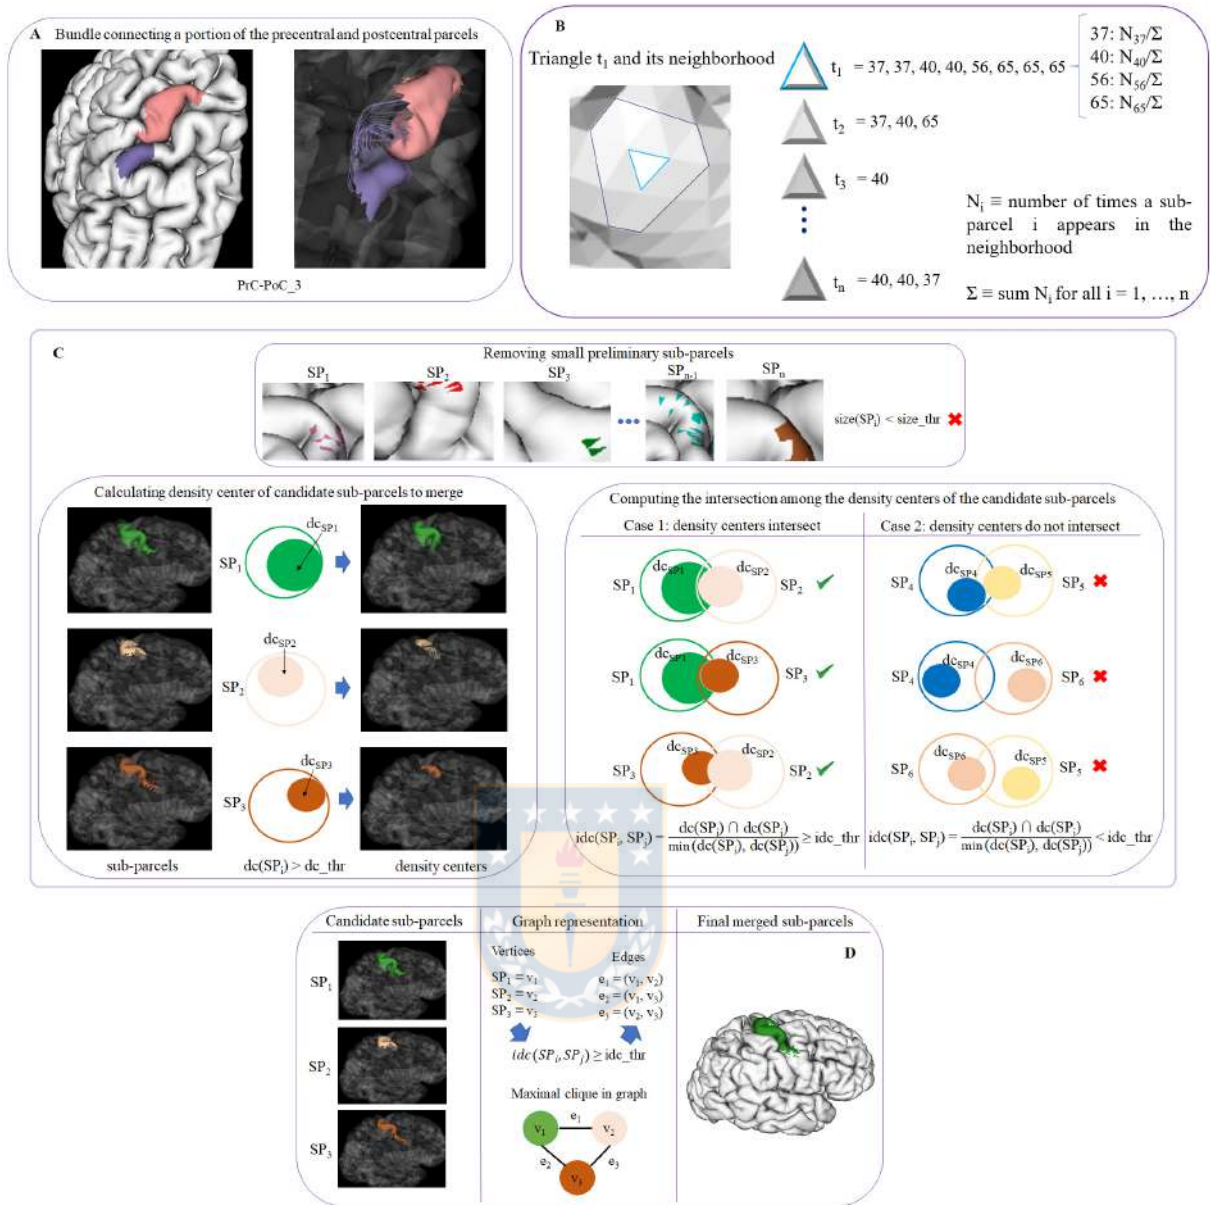 A Bundle connecting a portion of the precentral and postcentral parcels
PrC-PoC_3
B
Triangle t1 and its neighborhood
t1 = 37, 37, 40, 40, 56, 65, 65, 65
37: N37/Σ
40: N40/Σ
56: N56/Σ
65: N65/Σ
t2 = 37, 40, 65
t3 = 40
tn = 40, 40, 37
Ni ≡ number of times a sub-
parcel i appears in the
neighborhood
Σ ≡ sum Ni for all i = 1, …, n
C
Removing small preliminary sub-parcels
SP1 SP2 SP3 SPn-1 SPn
size(SPi) < size_thr
Calculating density center of candidate sub-parcels to merge
dcSP1
SP1
dcSP2
SP2
dcSP3
SP3
sub-parcels dc(SPi) > dc_thr density centers
Computing the intersection among the density centers of the candidate sub-parcels
Case 1: density centers intersect
SP1 dcSP1 dcSP2 SP2
SP1 dcSP1 dcSP3 SP3
SP3 dcSP3 dcSP2 SP2
idc(SPi, SPj) = dc(SPi) ∩ dc(SPj) / min(dc(SPi), dc(SPj)) ≥ idc_thr
Case 2: density centers do not intersect
SP4 dcSP4 dcSP5 SP5
SP4 dcSP4 dcSP6 SP6
SP6 dcSP6 dcSP5 SP5
idc(SPi, SPj) = dc(SPi) ∩ dc(SPj) / min(dc(SPi), dc(SPj)) < idc_thr
Candidate sub-parcels
SP1
SP2
SP3
Graph representation
Vertices Edges
SP1 = v1 e1 = (v1, v2)
SP2 = v2 e2 = (v1, v3)
SP3 = v3 e3 = (v2, v3)
idc(SPi, SPj) ≥ idc_thr
Maximal clique in graph
v1 e1 v2
e2 e3
v3
Final merged sub-parcels
D